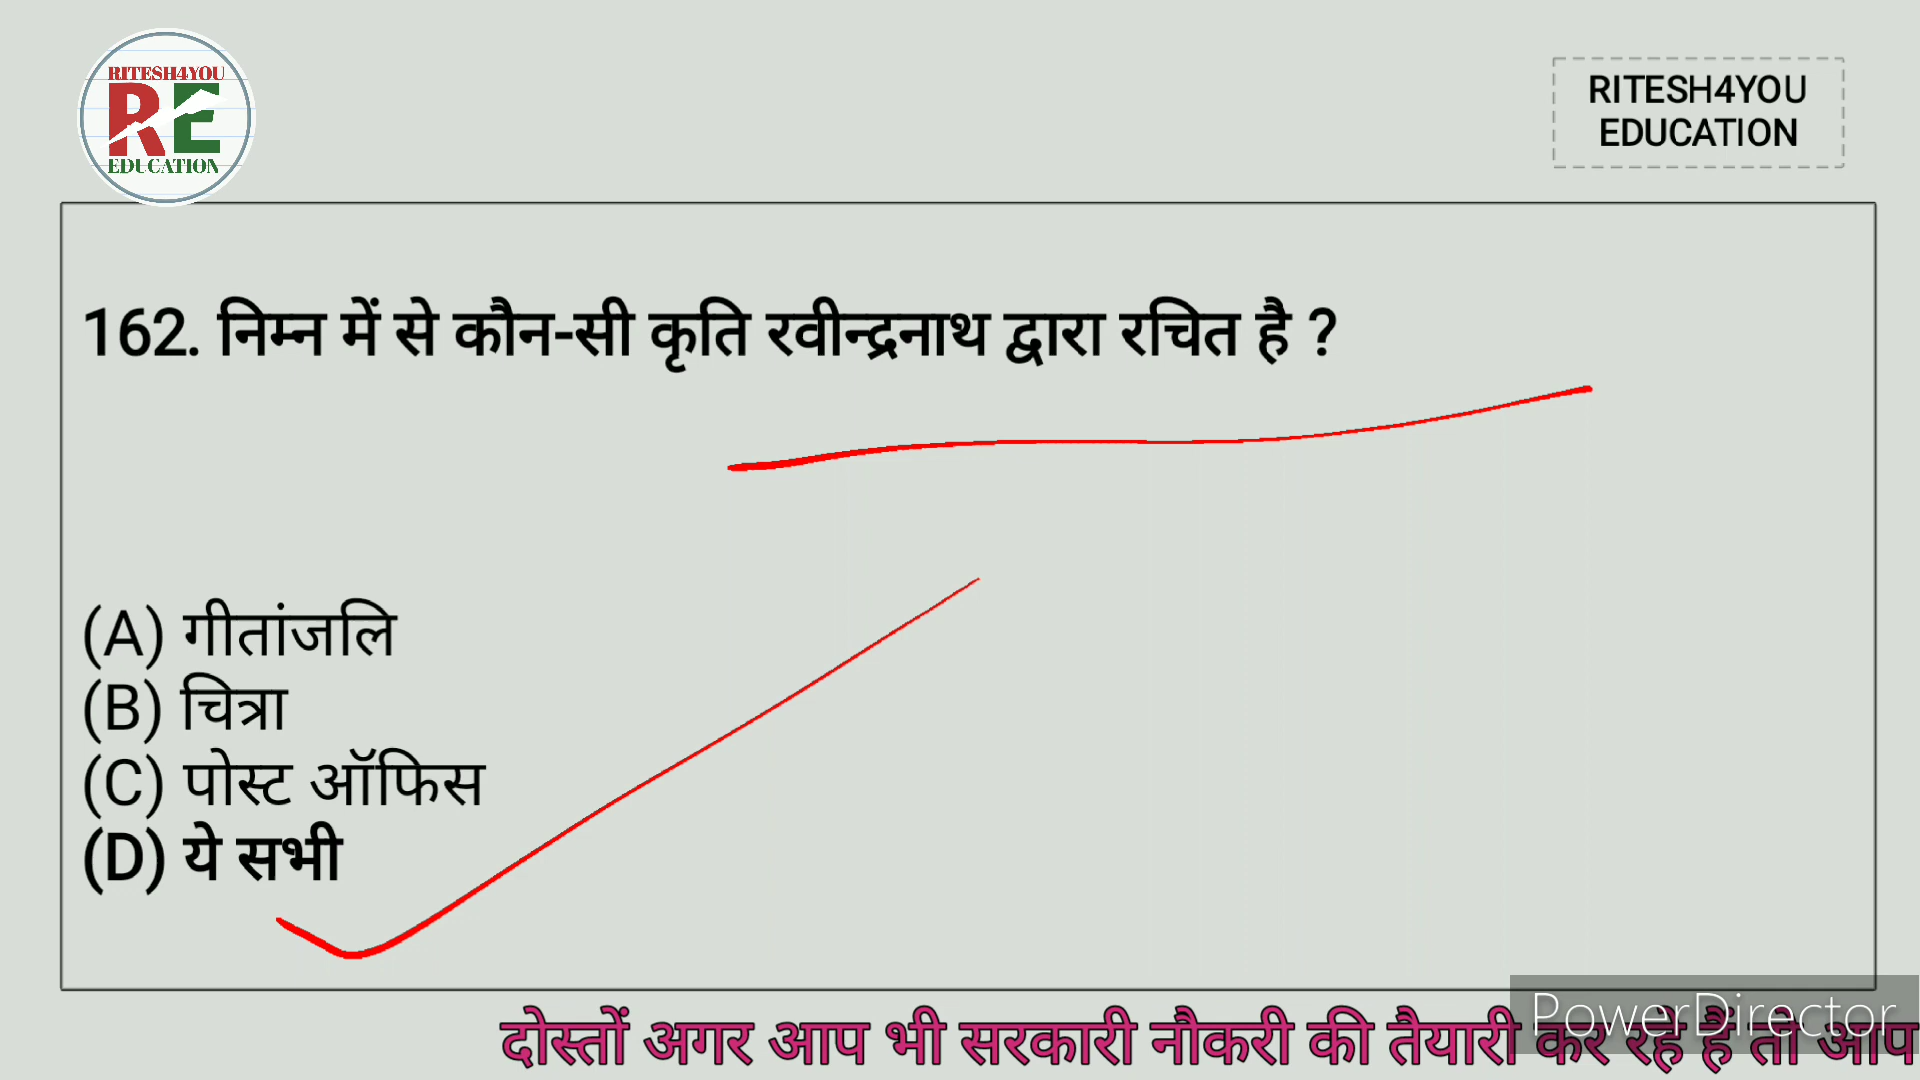 RITESH4YOU
RE
EDUCATION
RITESH4YOU
EDUCATION
162. निम्न में से कौन-सी कृति रवीन्द्रनाथ द्वारा रचित है ?
(A) गीतांजलि
(B) चित्रा
(C) पोस्ट ऑफिस
(D) ये सभी
दोस्तों अगर आप भी सरकारी नौकरी की तैयारी कर रहे हैं तो आप
PowerDirector